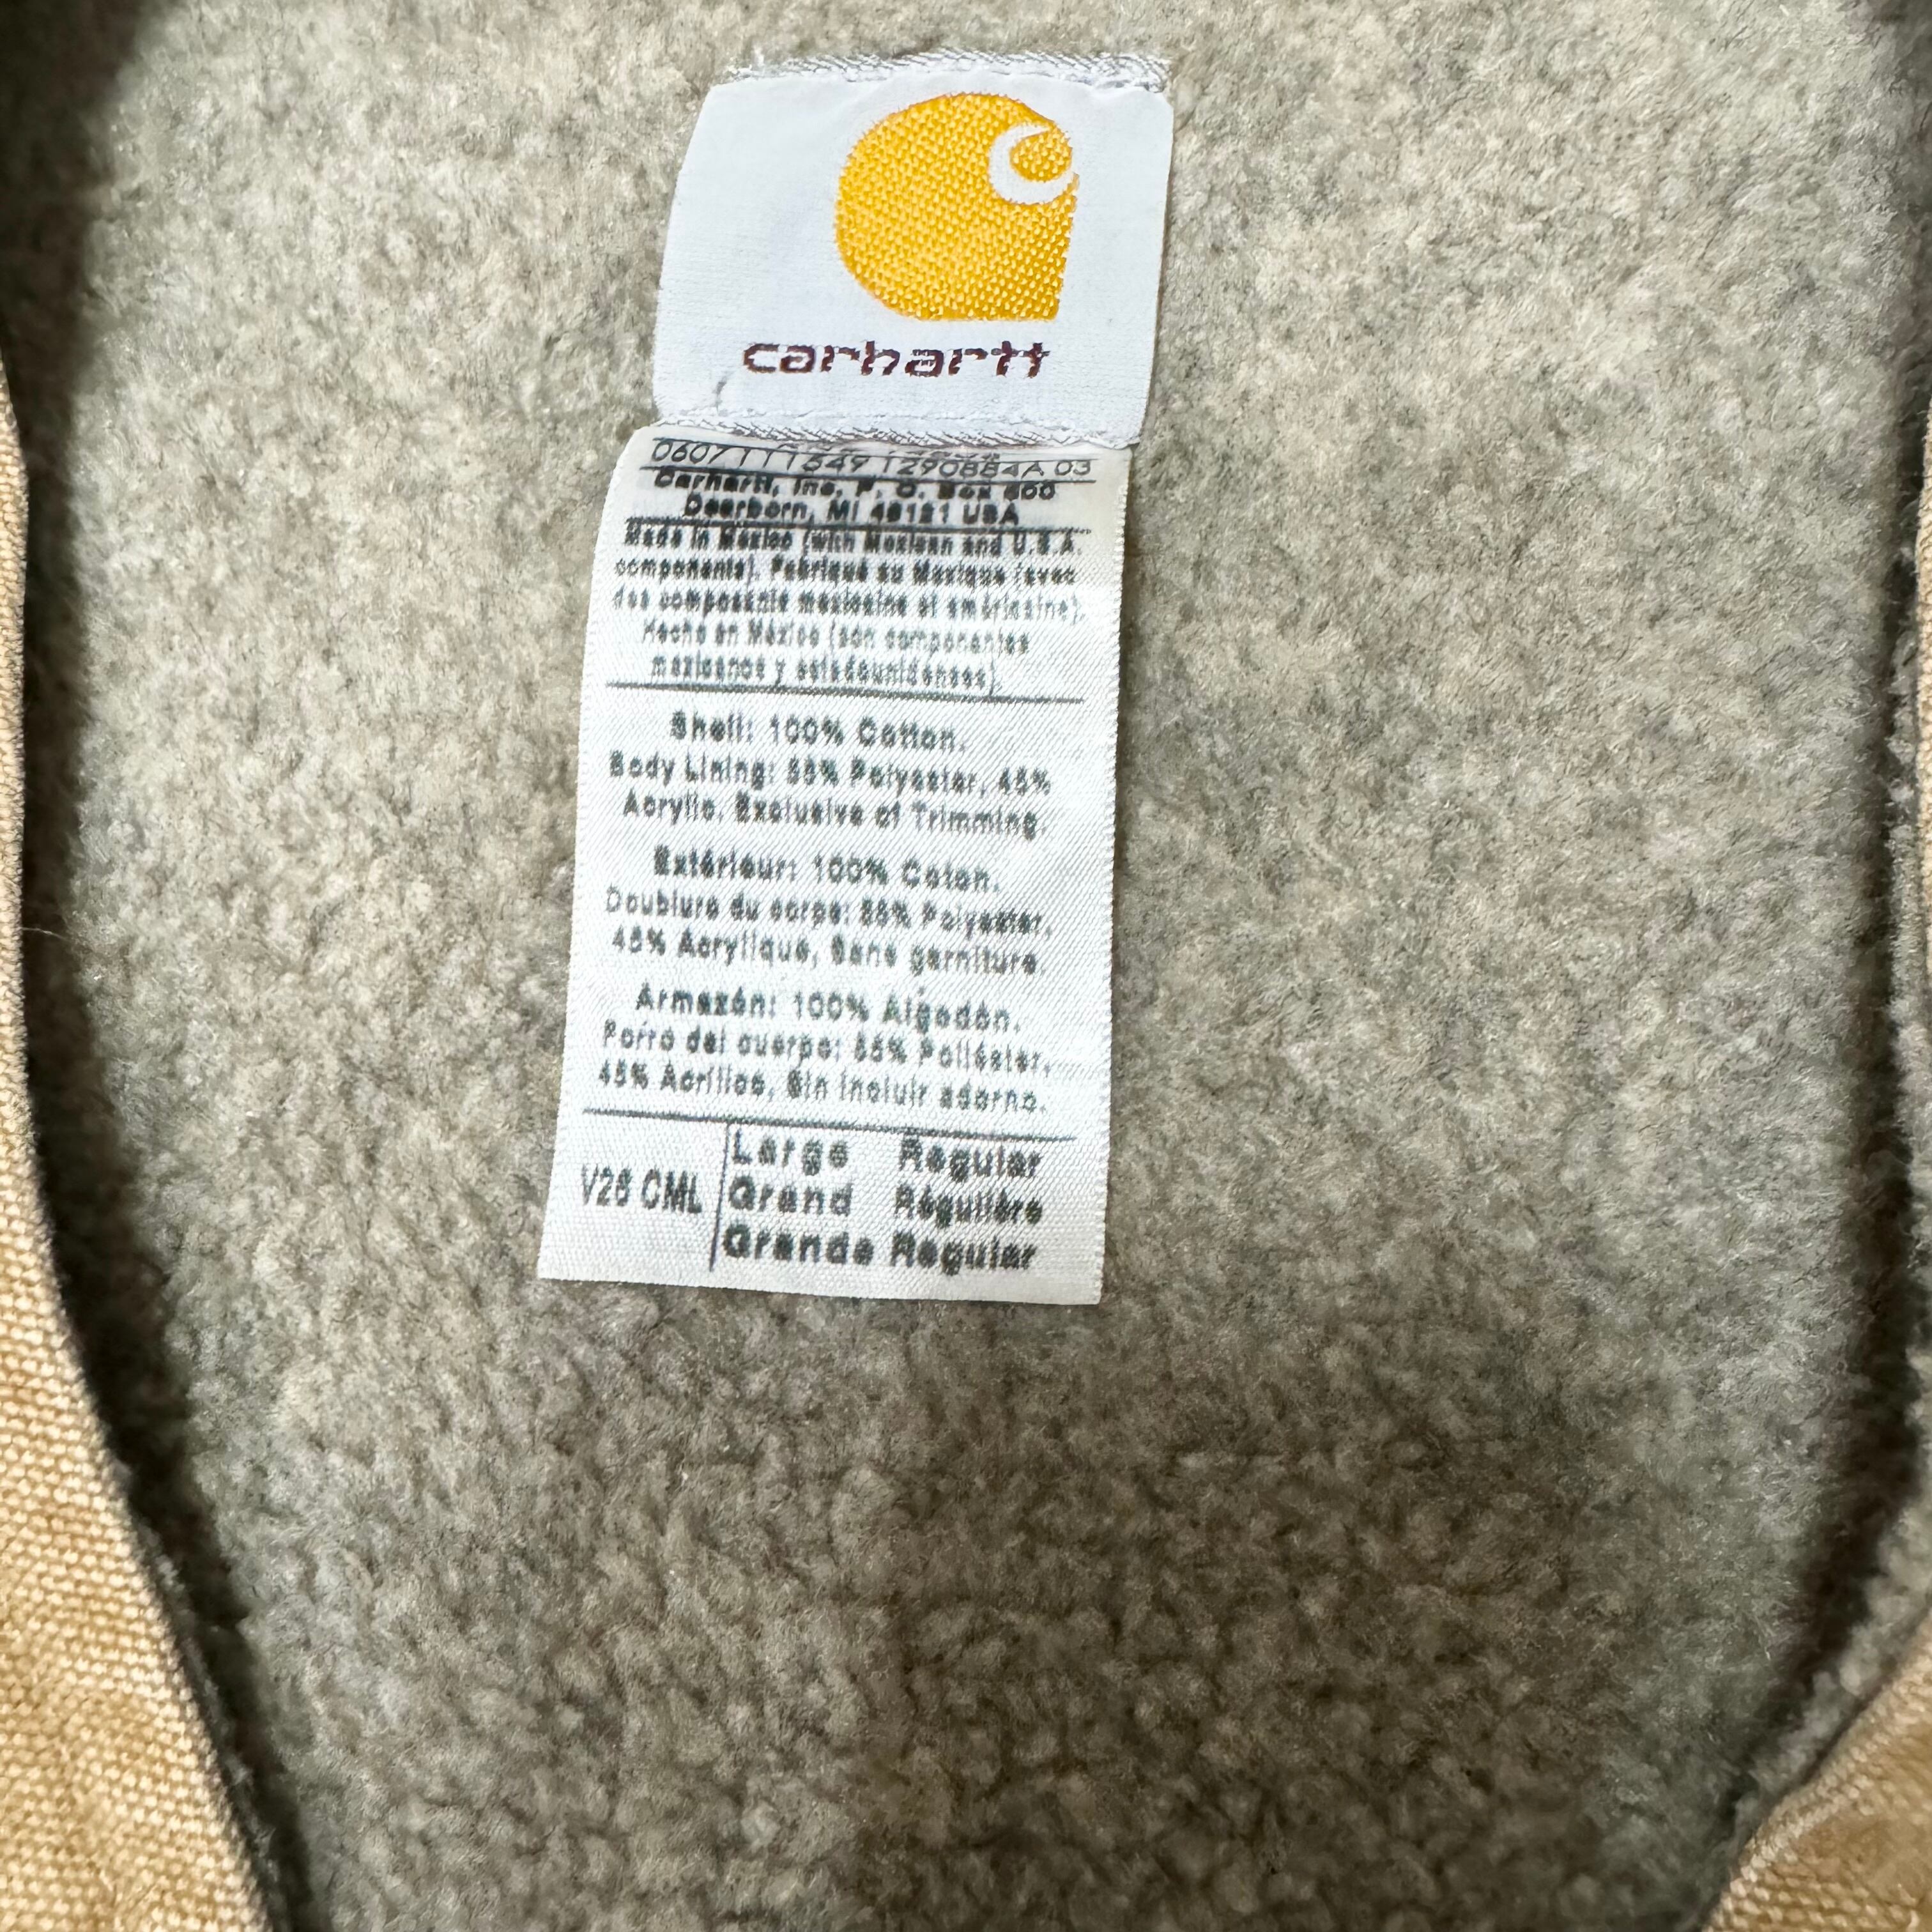 carhartt
0607111549 1290884A 03
Carhartt, Inc. P. O. Box 600
Dearborn, MI 48121 USA
Made in Mexico (with Mexican and U.S.A.
components). Fabriqué au Mexique (avec
des composants mexicains et américains).
Hecho en México (con componentes
mexicanos y estadounidenses).
Shell: 100% Cotton.
Body Lining: 55% Polyester, 45%
Acrylic. Exclusive of Trimming.
Extérieur: 100% Coton.
Doublure du corps: 55% Polyester,
45% Acrylique, Sans garniture.
Armazón: 100% Algodón.
Forro del cuerpo: 55% Poliéster,
45% Acrílico, Sin incluir adorno.
V26 CML
Large Regular
Grand Régulière
Grande Regular